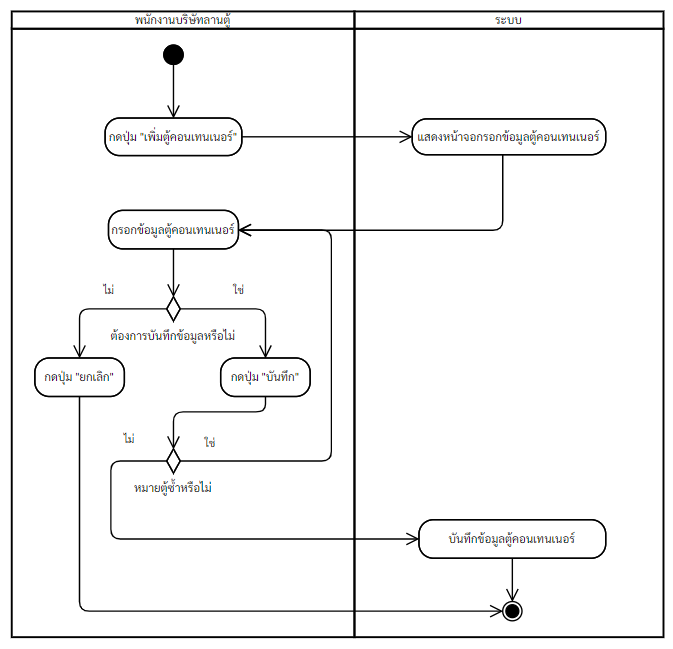 พนักงานบริษัทลานตู้
ระบบ
กดปุ่ม "เพิ่มตู้คอนเทนเนอร์"
แสดงหน้าจอกรอกข้อมูลตู้คอนเทนเนอร์
กรอกข้อมูลตู้คอนเทนเนอร์
ไม่
ใช่
ต้องการบันทึกข้อมูลหรือไม่
กดปุ่ม "ยกเลิก"
กดปุ่ม "บันทึก"
ไม่
ใช่
หมายตู้ซ้ำหรือไม่
บันทึกข้อมูลตู้คอนเทนเนอร์